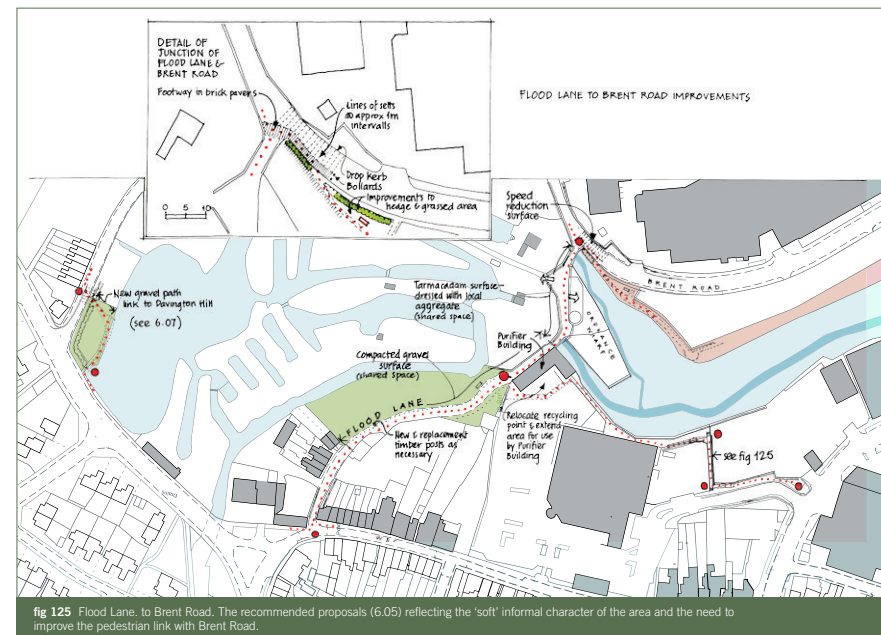 DETAIL OF
JUNCTION OF
FLOOD LANE &
BRENT ROAD
Footway in brick pavers
Lines of setts
@ approx 1m
intervalls
Drop Kerb
Bollards
Improvements to
hedge & grassed area
0 5 10
FLOOD LANE TO BRENT ROAD IMPROVEMENTS
Speed
reduction
surface
BRENT ROAD
New gravel path
link to Davington Hill
(see 6.07)
Tarmacadam surface
dressed with local
aggregate
(shared space)
ORDNANCE
WHARF
Purifier
Building
Compacted gravel
surface
(shared space)
FLOOD LANE
New & replacement
timber posts as
necessary
Relocate recycling
point & extend
area for use
by Purifier
Building
see fig 125
fig 125 Flood Lane. to Brent Road. The recommended proposals (6.05) reflecting the ‘soft’ informal character of the area and the need to
improve the pedestrian link with Brent Road.